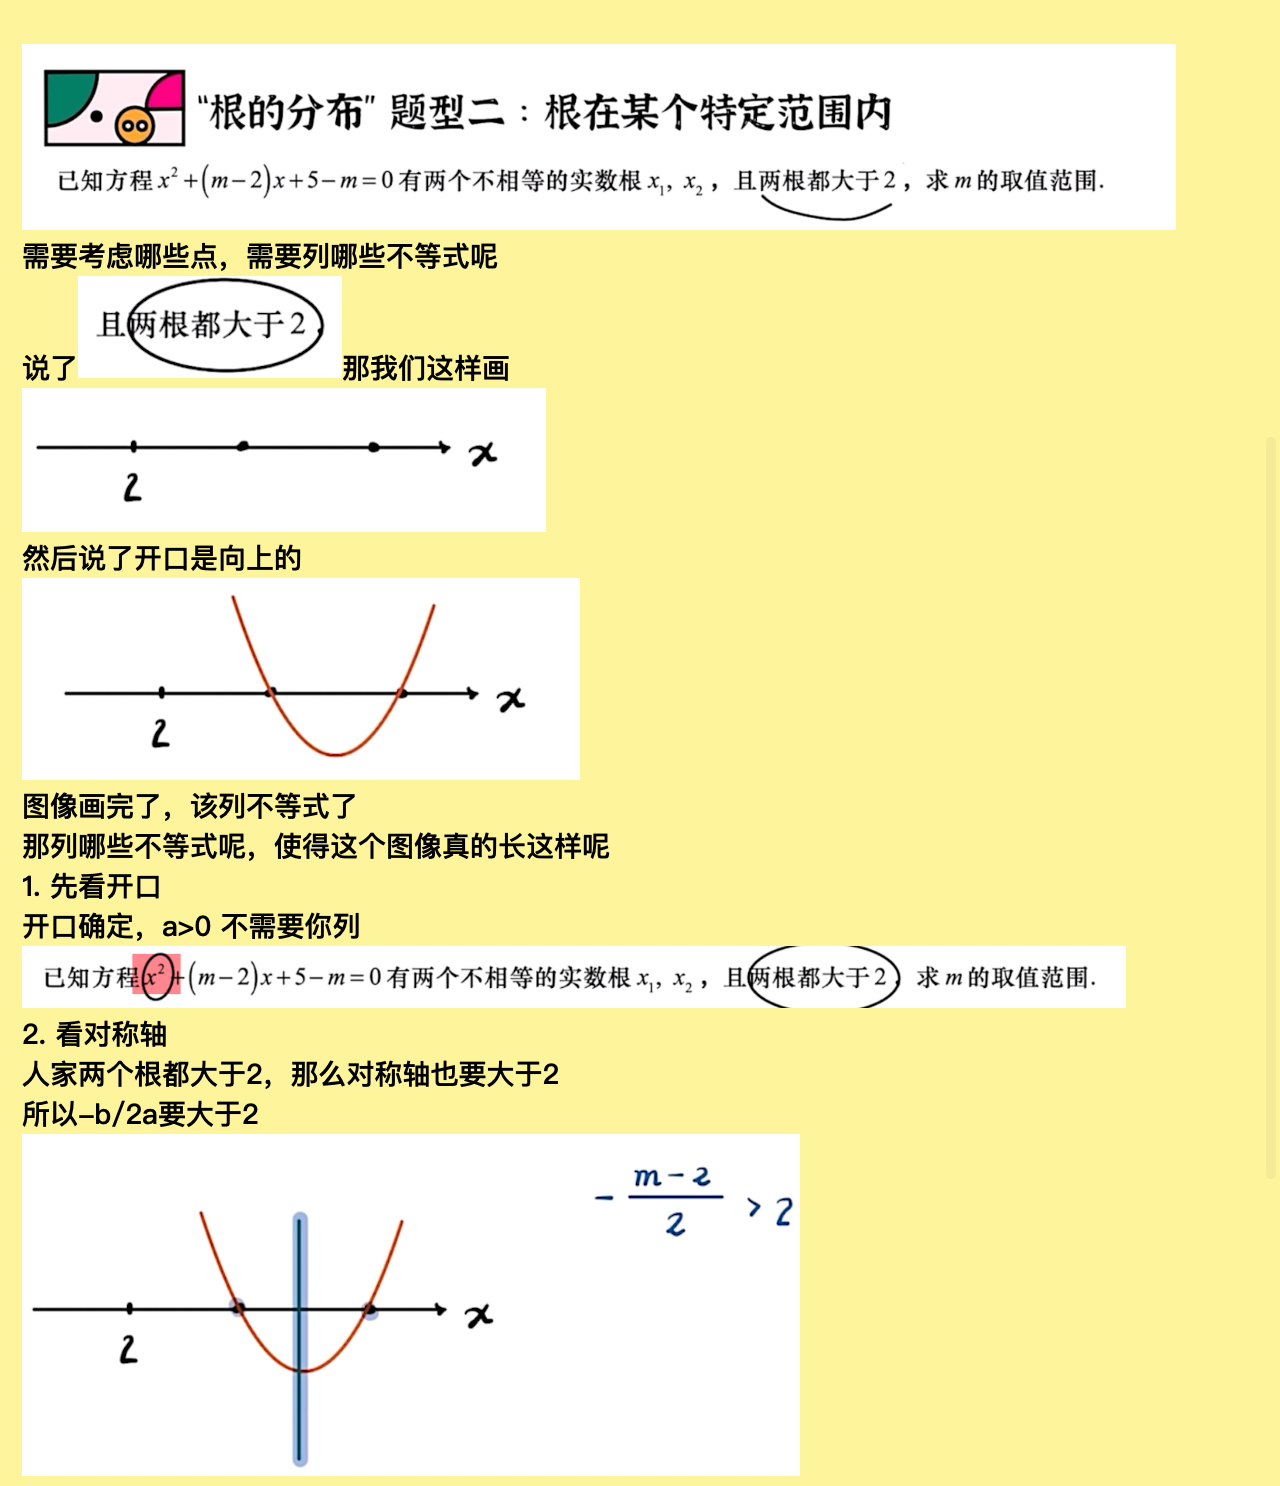 “根的分布” 题型二：根在某个特定范围内
已知方程 x²+(m−2)x+5−m=0 有两个不相等的实数根 x₁, x₂，且两根都大于2，求 m 的取值范围.
需要考虑哪些点，需要列哪些不等式呢
说了 且两根都大于2， 那我们这样画
x
2
然后说了开口是向上的
x
2
图像画完了，该列不等式了
那列哪些不等式呢，使得这个图像真的长这样呢
1. 先看开口
开口确定，a>0 不需要你列
已知方程 x²+(m−2)x+5−m=0 有两个不相等的实数根 x₁, x₂，且两根都大于2，求 m 的取值范围.
2. 看对称轴
人家两个根都大于2，那么对称轴也要大于2
所以-b/2a要大于2
− (m−2)/2 > 2
x
2